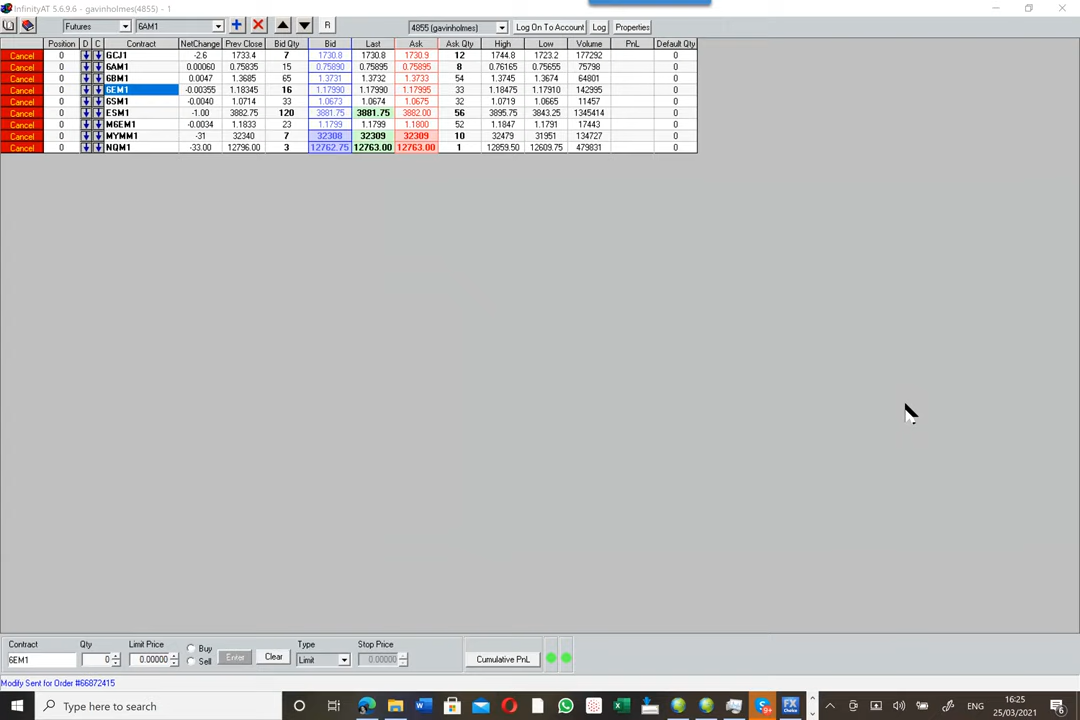 InfinityAT 5.6.9.6 - gavinholmes(4855) - 1
Futures 6AM1 R 4855 (gavinholmes) Log On To Account Log Properties
Position D C Contract NetChange Prev Close Bid Qty Bid Last Ask Ask Qty High Low Volume PnL Default Qty
Cancel 0 GCJ1 -2.6 1733.4 7 1730.8 1730.8 1730.9 12 1744.8 1723.2 177292 0
Cancel 0 6AM1 0.00060 0.75835 15 0.75890 0.75895 0.75895 8 0.76165 0.75655 75798 0
Cancel 0 6BM1 0.0047 1.3685 65 1.3731 1.3732 1.3733 54 1.3745 1.3674 64801 0
Cancel 0 6EM1 -0.00355 1.18345 16 1.17990 1.17990 1.17995 33 1.18475 1.17910 142995 0
Cancel 0 6SM1 -0.0040 1.0714 33 1.0673 1.0674 1.0675 32 1.0719 1.0665 11457 0
Cancel 0 ESM1 -1.00 3882.75 120 3881.75 3881.75 3882.00 56 3895.75 3843.25 1345414 0
Cancel 0 M6EM1 -0.0034 1.1833 23 1.1799 1.1799 1.1800 52 1.1847 1.1791 17443 0
Cancel 0 MYMM1 -31 32340 7 32308 32309 32309 10 32479 31951 134727 0
Cancel 0 NQM1 -33.00 12796.00 3 12762.75 12763.00 12763.00 1 12859.50 12609.75 479831 0
Contract Qty Limit Price Buy Type Stop Price
6EM1 0 0.00000 Sell Enter Clear Limit 0.00000 Cumulative PnL
Modify Sent for Order #66872415
Type here to search
ENG 16:25
25/03/2021